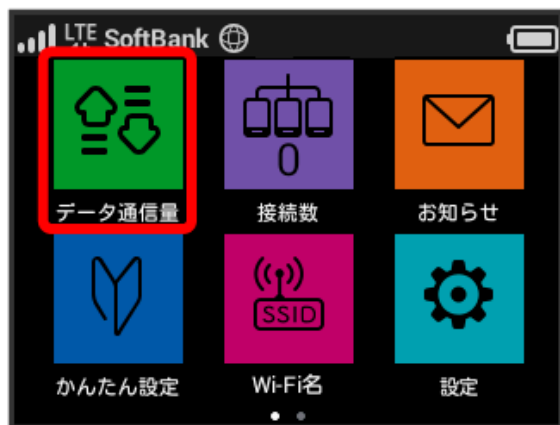 LTE SoftBank
0
データ通信量 接続数 お知らせ
SSID
かんたん設定 Wi-Fi名 設定